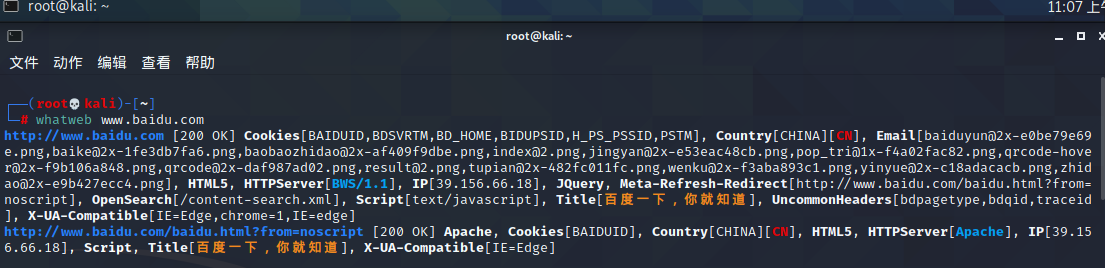 root@kali: ~
11:07 上午
root@kali: ~
文件 动作 编辑 查看 帮助
┌──(root💀kali)-[~]
└─# whatweb www.baidu.com
http://www.baidu.com [200 OK] Cookies[BAIDUID,BDSVRTM,BD_HOME,BIDUPSID,H_PS_PSSID,PSTM], Country[CHINA][CN], Email[baiduyun@2x-e0be79e69
e.png,baike@2x-1fe3db7fa6.png,baobaozhidao@2x-af409f9dbe.png,index@2.png,jingyan@2x-e53eac48cb.png,pop_tri@1x-f4a02fac82.png,qrcode-hove
r@2x-f9b106a848.png,qrcode@2x-daf987ad02.png,result@2.png,tupian@2x-482fc011fc.png,wenku@2x-f3aba893c1.png,yinyue@2x-c18adacacb.png,zhid
ao@2x-e9b427ecc4.png], HTML5, HTTPServer[BWS/1.1], IP[39.156.66.18], JQuery, Meta-Refresh-Redirect[http://www.baidu.com/baidu.html?from=
noscript], OpenSearch[/content-search.xml], Script[text/javascript], Title[百度一下，你就知道], UncommonHeaders[bdpagetype,bdqid,traceid
], X-UA-Compatible[IE=Edge,chrome=1,IE=edge]
http://www.baidu.com/baidu.html?from=noscript [200 OK] Apache, Cookies[BAIDUID], Country[CHINA][CN], HTML5, HTTPServer[Apache], IP[39.15
6.66.18], Script, Title[百度一下，你就知道], X-UA-Compatible[IE=Edge]